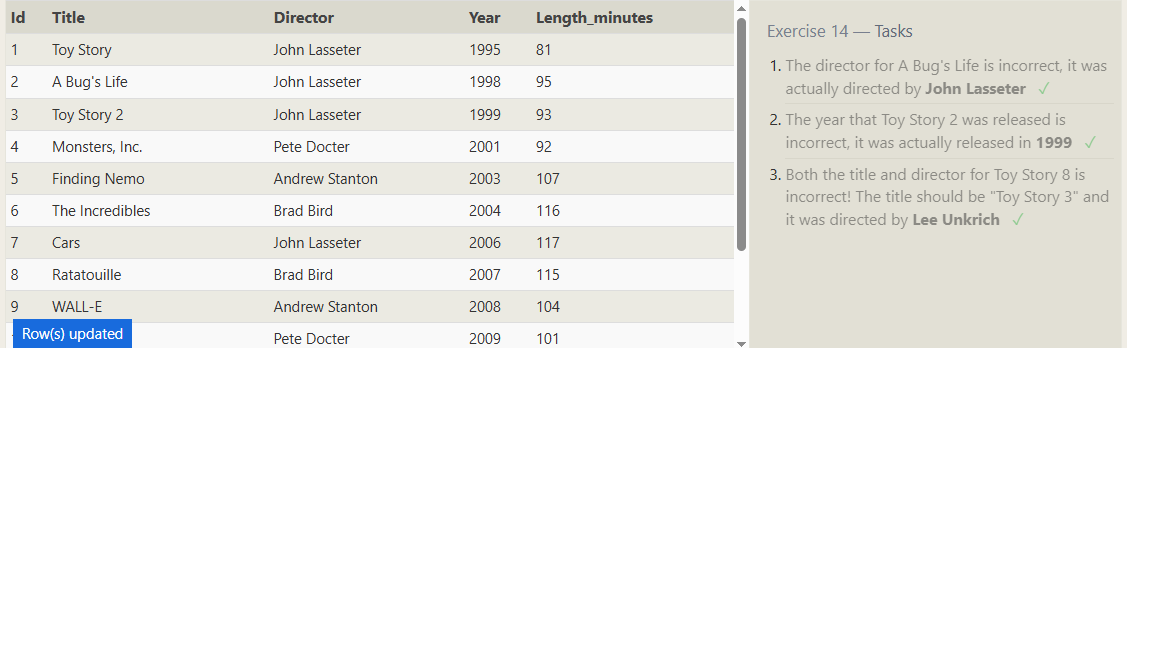 Id Title Director Year Length_minutes
1 Toy Story John Lasseter 1995 81
2 A Bug's Life John Lasseter 1998 95
3 Toy Story 2 John Lasseter 1999 93
4 Monsters, Inc. Pete Docter 2001 92
5 Finding Nemo Andrew Stanton 2003 107
6 The Incredibles Brad Bird 2004 116
7 Cars John Lasseter 2006 117
8 Ratatouille Brad Bird 2007 115
9 WALL-E Andrew Stanton 2008 104
Pete Docter 2009 101
Row(s) updated
Exercise 14 — Tasks
1. The director for A Bug's Life is incorrect, it was
actually directed by John Lasseter ✓
2. The year that Toy Story 2 was released is
incorrect, it was actually released in 1999 ✓
3. Both the title and director for Toy Story 8 is
incorrect! The title should be "Toy Story 3" and
it was directed by Lee Unkrich ✓